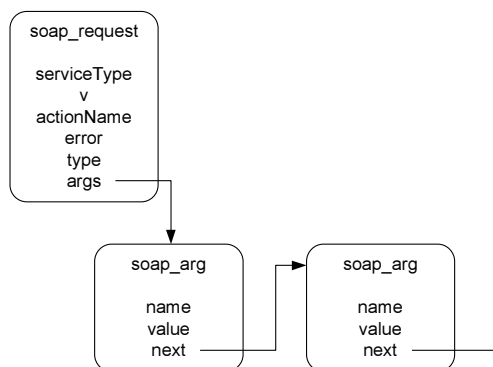 soap_request
serviceType
v
actionName
error
type
args
soap_arg
name
value
next
soap_arg
name
value
next